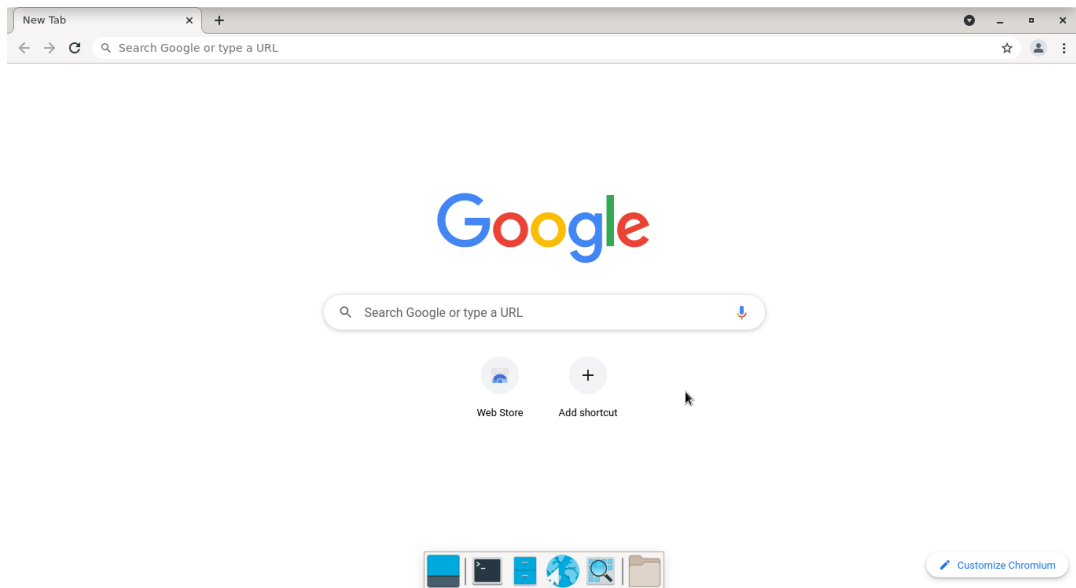 New Tab
Search Google or type a URL
Google
Search Google or type a URL
Web Store
Add shortcut
>_
Customize Chromium